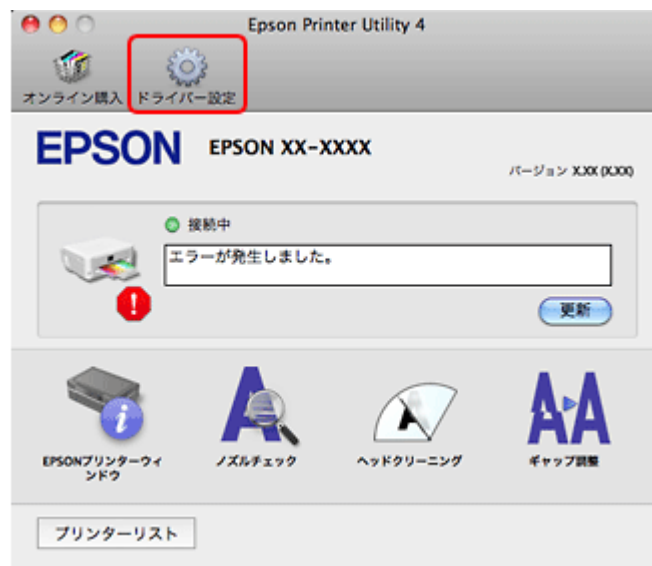 Epson Printer Utility 4
オンライン購入 ドライバー設定
EPSON EPSON XX-XXXX
バージョン X.XX (X.XX)
接続中
エラーが発生しました。
更新
EPSONプリンターウィ
ンドウ
ノズルチェック
ヘッドクリーニング
ギャップ調整
プリンターリスト